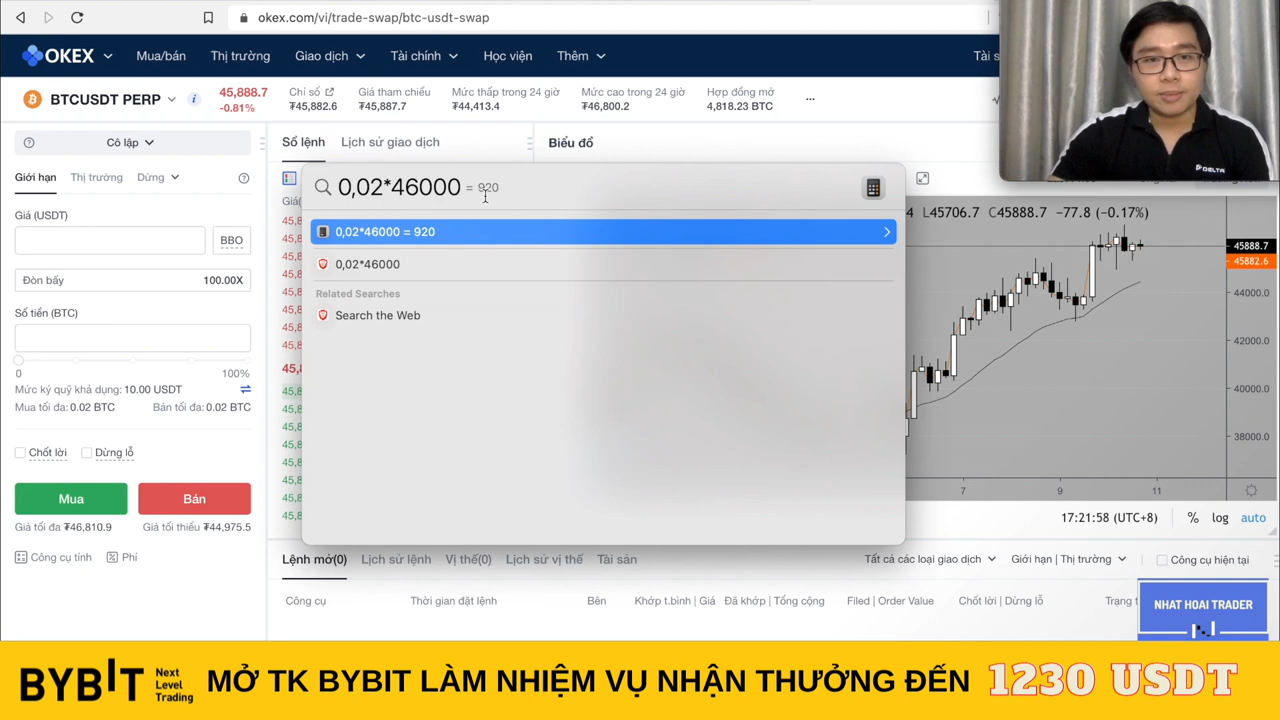 okex.com/vi/trade-swap/btc-usdt-swap
OKEX
Mua/bán
Thị trường
Giao dịch
Tài chính
Học viện
Thêm
Tài s
BTCUSDT PERP
45,888.7
-0.81%
Chỉ số
₮45,882.6
Giá tham chiếu
₮45,887.7
Mức thấp trong 24 giờ
₮44,413.4
Mức cao trong 24 giờ
₮46,800.2
Hợp đồng mở
4,818.23 BTC
...
Cô lập
Sổ lệnh
Lịch sử giao dịch
Biểu đồ
Giới hạn
Thị trường
Dừng
Giá (USDT)
BBO
Đòn bẩy
100.00X
Số tiền (BTC)
0
100%
Mức ký quỹ khả dụng: 10.00 USDT
Mua tối đa: 0.02 BTC
Bán tối đa: 0.02 BTC
Chốt lời
Dừng lỗ
Mua
Bán
Giá tối đa ₮46,810.9
Giá tối thiểu ₮44,975.5
Công cụ tính
Phí
0,02*46000 = 920
0,02*46000 = 920
0,02*46000
Related Searches
Search the Web
4 L45706.7 C45888.7 -77.8 (-0.17%)
45888.7
45882.6
44000.0
42000.0
40000.0
38000.0
7
9
11
17:21:58 (UTC+8)
%
log
auto
Lệnh mở(0)
Lịch sử lệnh
Vị thế(0)
Lịch sử vị thế
Tài sản
Tất cả các loại giao dịch
Giới hạn | Thị trường
Công cụ hiện tại
Công cụ
Thời gian đặt lệnh
Bên
Khớp t.bình | Giá
Đã khớp | Tổng cộng
Filed | Order Value
Chốt lời | Dừng lỗ
Trạng t
DELTA
NHAT HOAI TRADER
BYBIT
Next
Level
Trading
MỞ TK BYBIT LÀM NHIỆM VỤ NHẬN THƯỞNG ĐẾN
1230 USDT